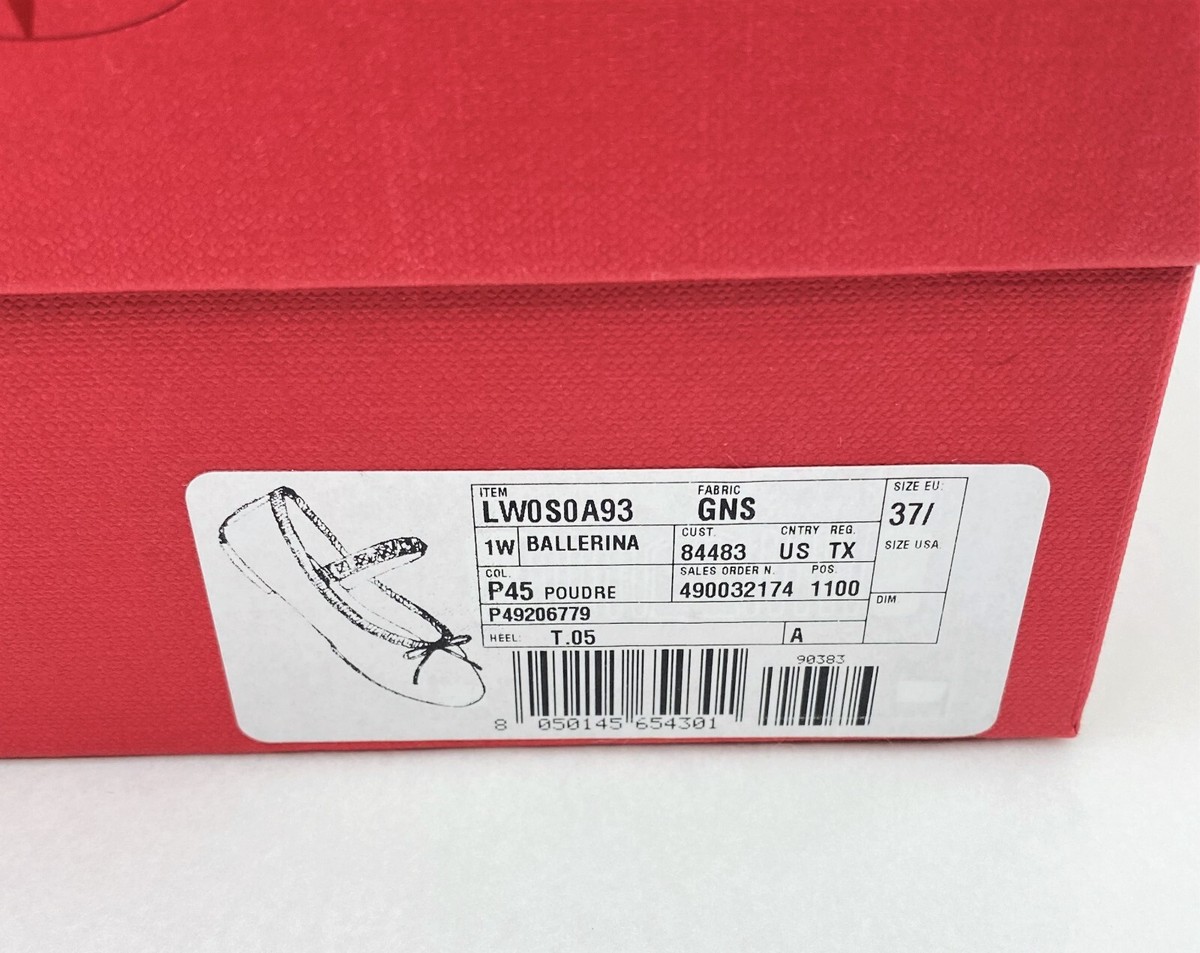 ITEM FABRIC SIZE EU:
LW0S0A93 GNS 37/
1W BALLERINA CUST. CNTRY REG. SIZE USA
84483 US TX
COL. SALES ORDER N. POS.
P45 POUDRE 490032174 1100
P49206779 DIM
HEEL: T.05 A
90383
8 050145 654301